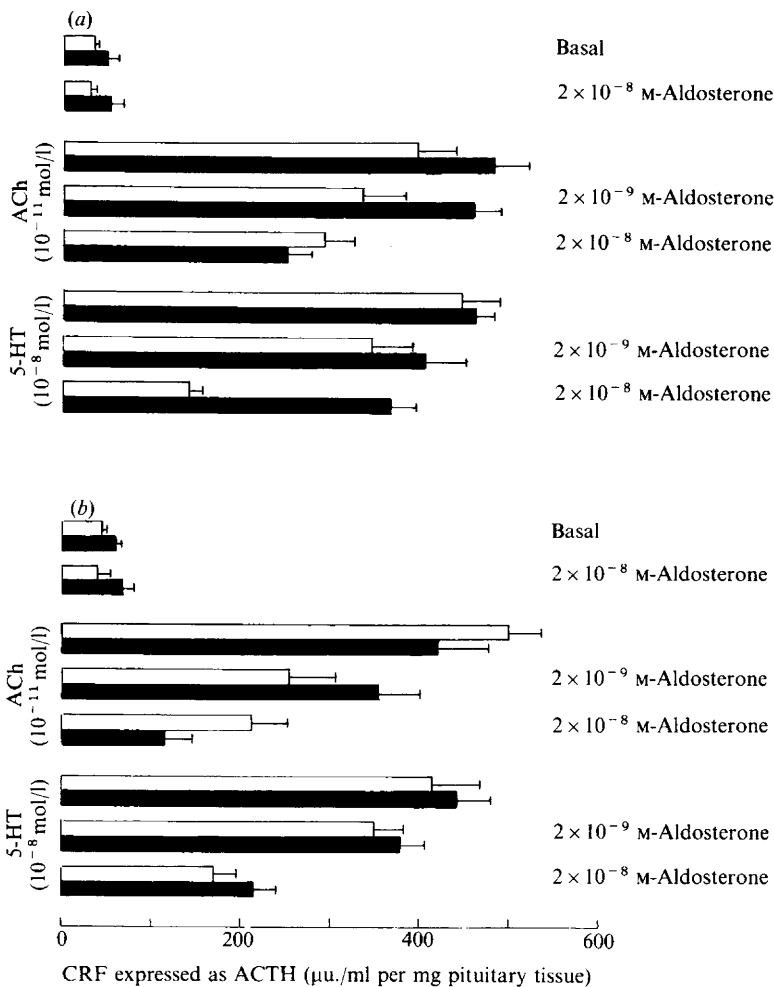 (a)
Basal
2 × 10⁻⁸ M-Aldosterone
ACh
(10⁻¹¹ mol/l)
2 × 10⁻⁹ M-Aldosterone
2 × 10⁻⁸ M-Aldosterone
5-HT
(10⁻⁸ mol/l)
2 × 10⁻⁹ M-Aldosterone
2 × 10⁻⁸ M-Aldosterone
(b)
Basal
2 × 10⁻⁸ M-Aldosterone
ACh
(10⁻¹¹ mol/l)
2 × 10⁻⁹ M-Aldosterone
2 × 10⁻⁸ M-Aldosterone
5-HT
(10⁻⁸ mol/l)
2 × 10⁻⁹ M-Aldosterone
2 × 10⁻⁸ M-Aldosterone
0 200 400 600
CRF expressed as ACTH (μu./ml per mg pituitary tissue)